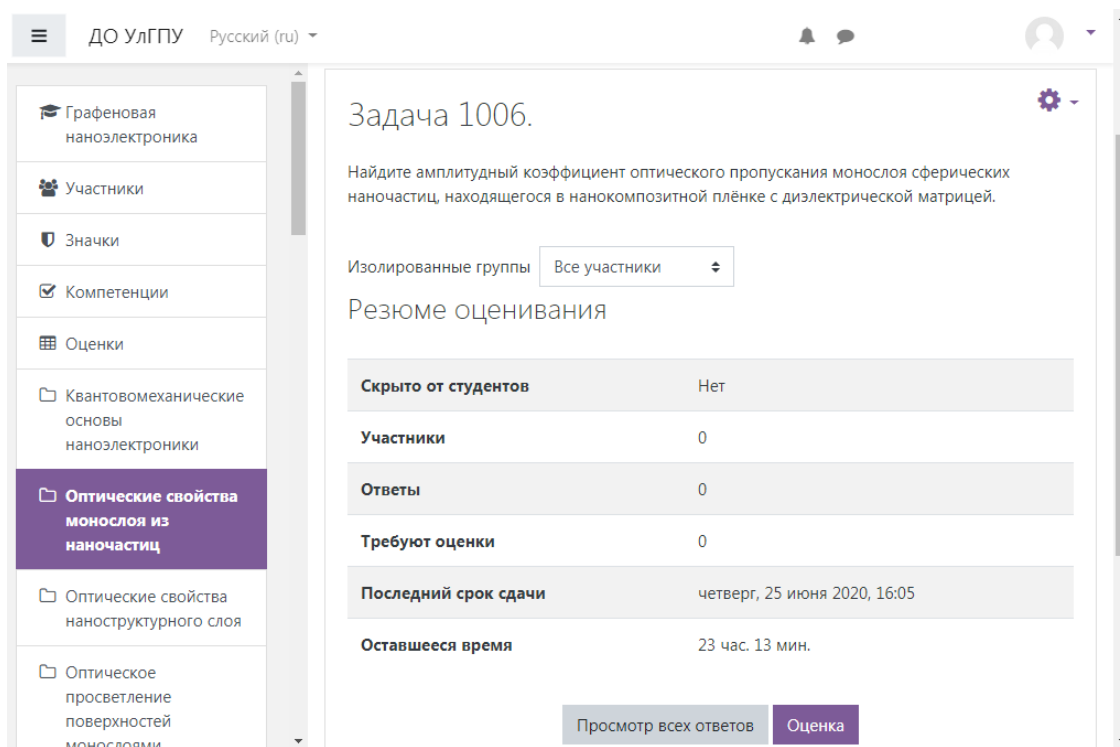 ДО УлГПУ Русский (ru)
Графеновая
наноэлектроника
Участники
Значки
Компетенции
Оценки
Квантовомеханические
основы
наноэлектроники
Оптические свойства
монослоя из
наночастиц
Оптические свойства
наноструктурного слоя
Оптическое
просветление
поверхностей
монослоями
Задача 1006.
Найдите амплитудный коэффициент оптического пропускания монослоя сферических
наночастиц, находящегося в нанокомпозитной плёнке с диэлектрической матрицей.
Изолированные группы Все участники
Резюме оценивания
Скрыто от студентов Нет
Участники 0
Ответы 0
Требуют оценки 0
Последний срок сдачи четверг, 25 июня 2020, 16:05
Оставшееся время 23 час. 13 мин.
Просмотр всех ответов Оценка